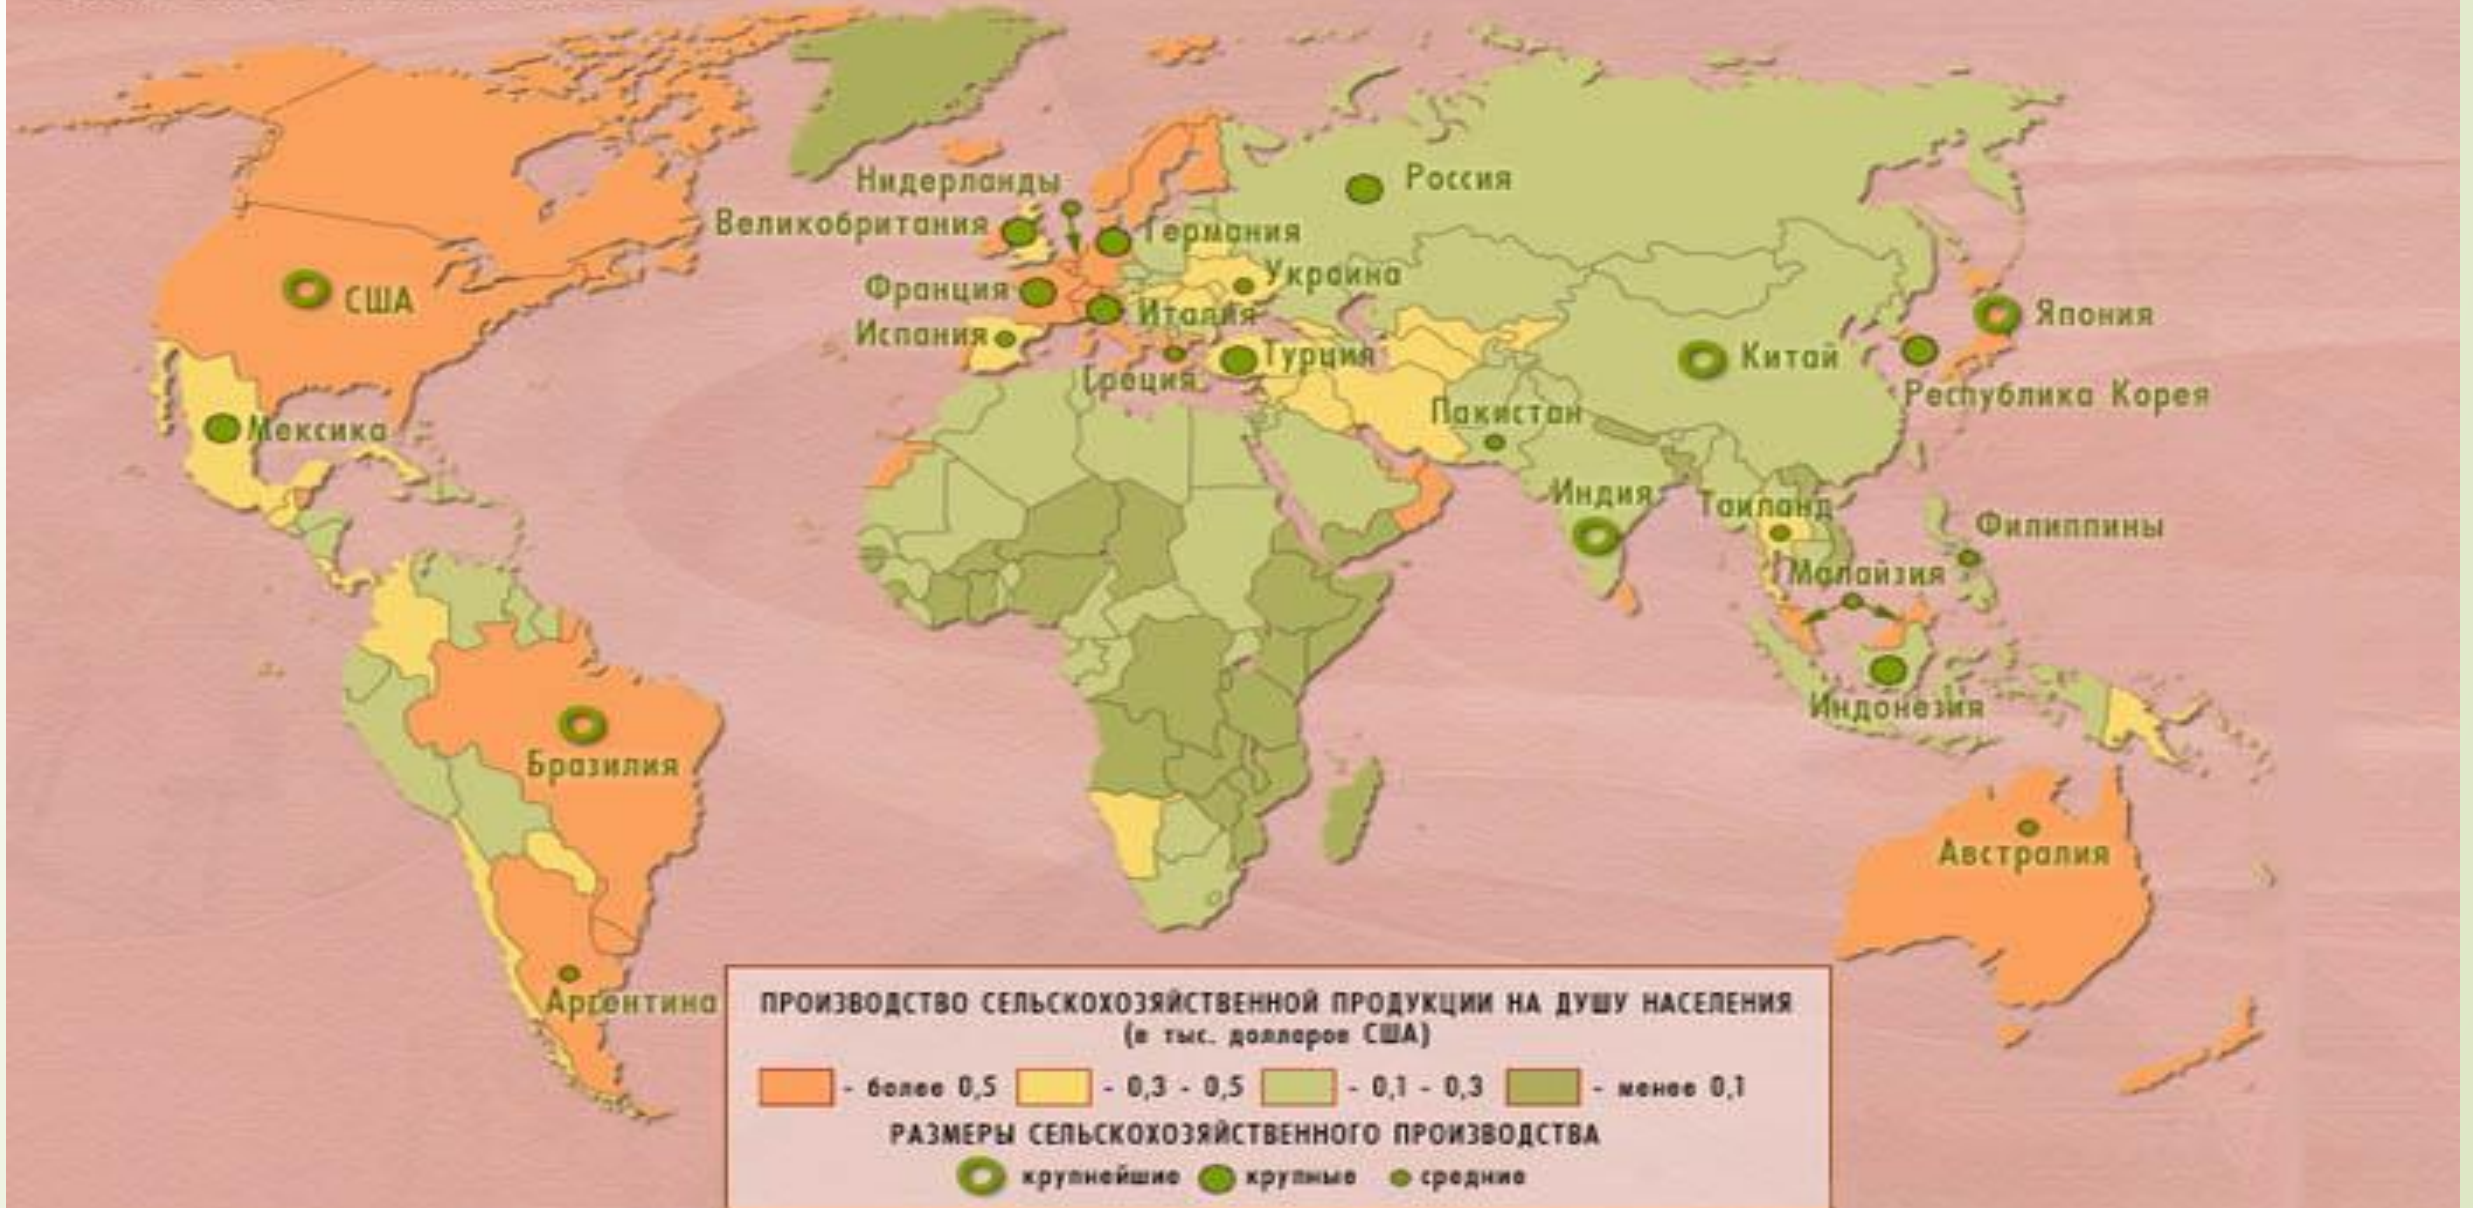 Нидерланды
Россия
Великобритания
Германия
Франция
Украина
США
Италия
Япония
Испания
Турция
Китай
Греция
Республика Корея
Пакистан
Мексика
Индия
Таиланд
Филиппины
Малайзия
Индонезия
Бразилия
Австралия
Аргентина
ПРОИЗВОДСТВО СЕЛЬСКОХОЗЯЙСТВЕННОЙ ПРОДУКЦИИ НА ДУШУ НАСЕЛЕНИЯ
(в тыс. долларов США)
- более 0,5 - 0,3 - 0,5 - 0,1 - 0,3 - менее 0,1
РАЗМЕРЫ СЕЛЬСКОХОЗЯЙСТВЕННОГО ПРОИЗВОДСТВА
крупнейшие крупные средние